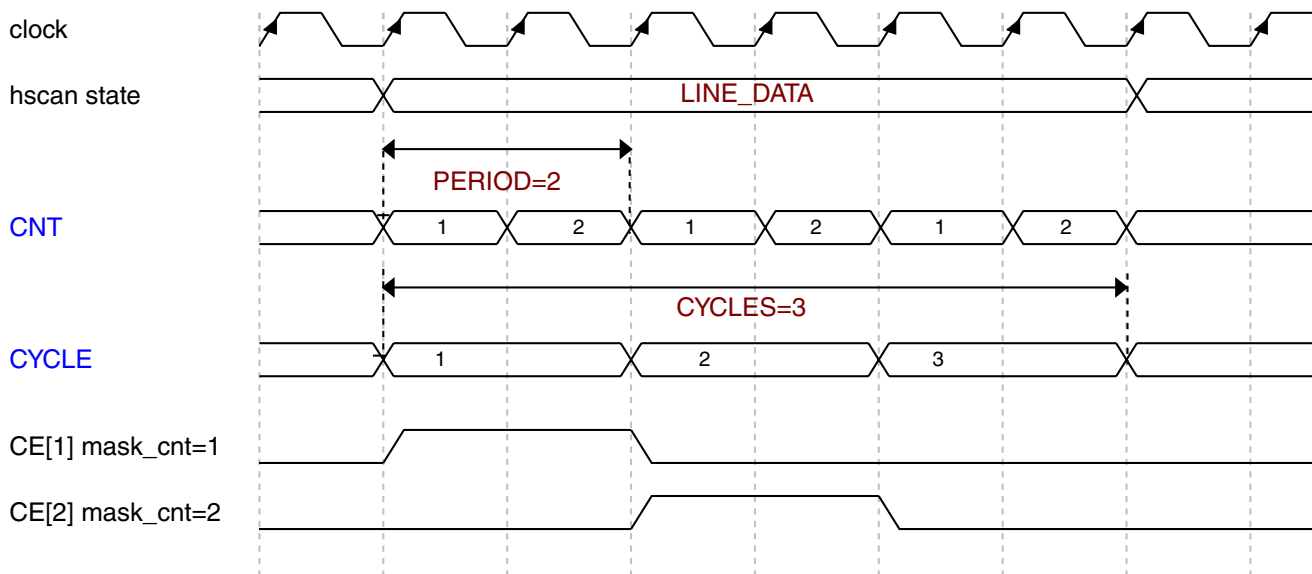 clock
hscan state
LINE_DATA
PERIOD=2
CNT
1 2 1 2 1 2
CYCLES=3
CYCLE
1 2 3
CE[1] mask_cnt=1
CE[2] mask_cnt=2